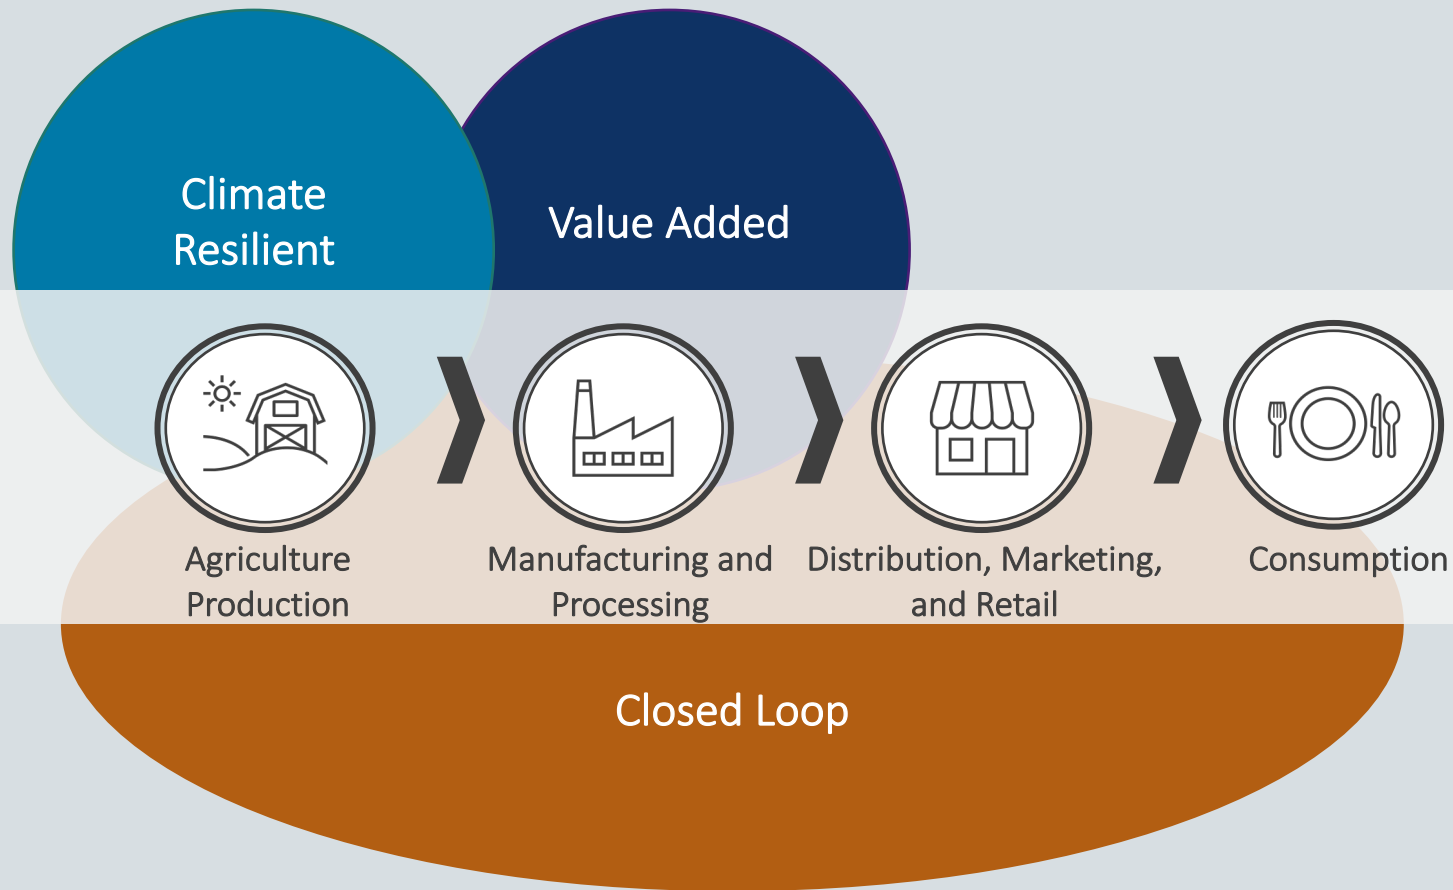 Climate
Resilient
Value Added
Agriculture
Production
Manufacturing and
Processing
Distribution, Marketing,
and Retail
Consumption
Closed Loop